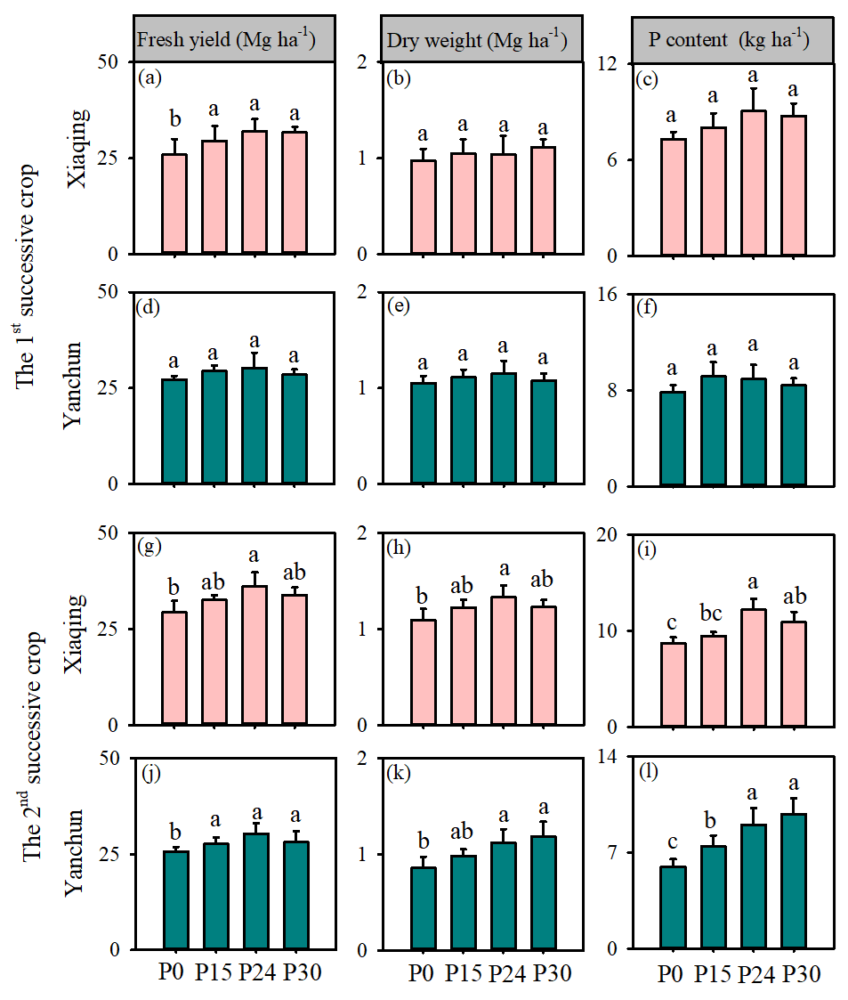 Fresh yield (Mg ha-1) Dry weight (Mg ha-1) P content (kg ha-1)
The 1st successive crop
Xiaqing
50 (a) b a a a 25 0
2 (b) a a a a 1 0
12 (c) a a a a 6 0
Yanchun
50 (d) a a a a 25 0
2 (e) a a a a 1 0
16 (f) a a a a 8 0
The 2nd successive crop
Xiaqing
50 (g) b ab a ab 25 0
2 (h) b ab a ab 1 0
20 (i) c bc a ab 10 0
Yanchun
50 (j) b a a a 25 0
2 (k) b ab a a 1 0
14 (l) c b a a 7 0
P0 P15 P24 P30 P0 P15 P24 P30 P0 P15 P24 P30